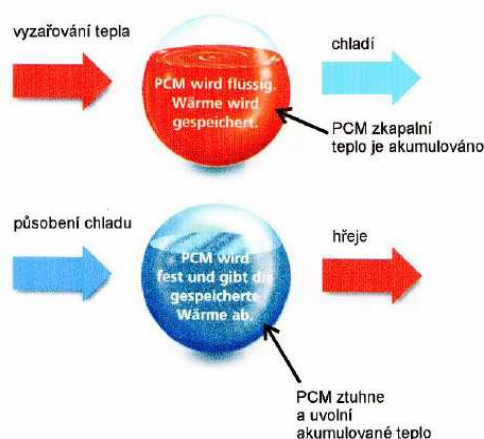 vyzařování tepla
PCM wird flüssig.
Wärme wird
gespeichert.
chladí
PCM zkapalní
teplo je akumulováno
působení chladu
PCM wird
fest und gibt die
gespeicherte
Wärme ab.
hřeje
PCM ztuhne
a uvolní
akumulované teplo